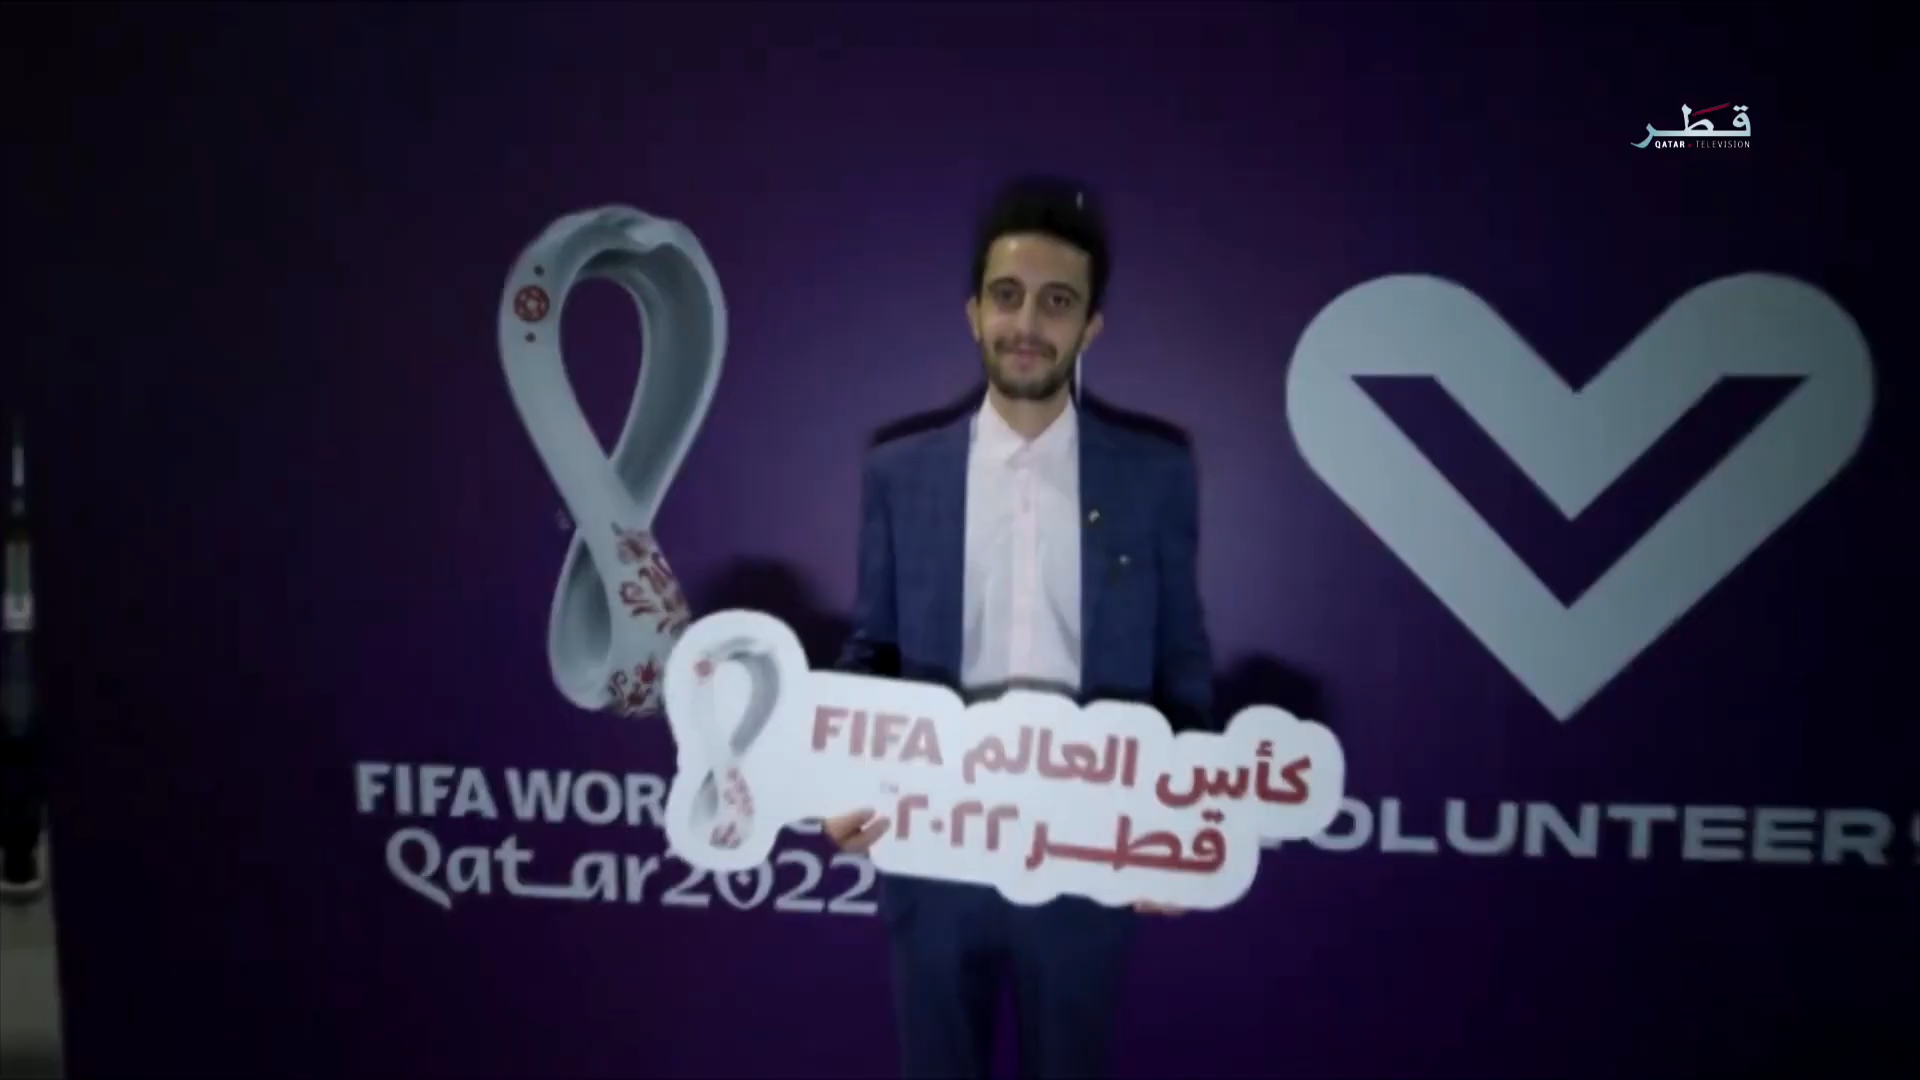 قطر
QATAR TELEVISION
FIFA WOR
Qatar2022
كأس العالم FIFA
قطر ٢٠٢٢
OLUNTEER